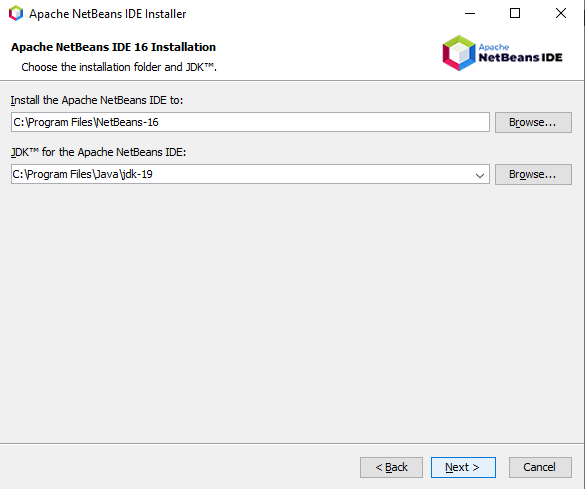 Apache NetBeans IDE Installer
Apache NetBeans IDE 16 Installation
Choose the installation folder and JDK™.
Apache
NetBeans IDE
Install the Apache NetBeans IDE to:
C:\Program Files\NetBeans-16
Browse...
JDK™ for the Apache NetBeans IDE:
C:\Program Files\Java\jdk-19
Browse...
< Back
Next >
Cancel